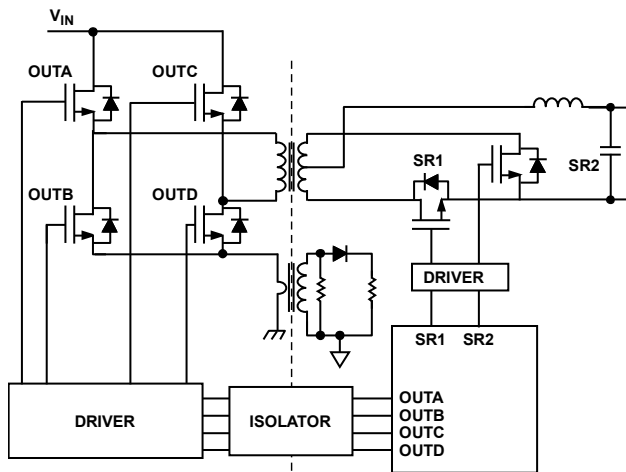 VIN
OUTA
OUTC
SR1
SR2
OUTB
OUTD
DRIVER
SR1 SR2
DRIVER
ISOLATOR
OUTA
OUTB
OUTC
OUTD